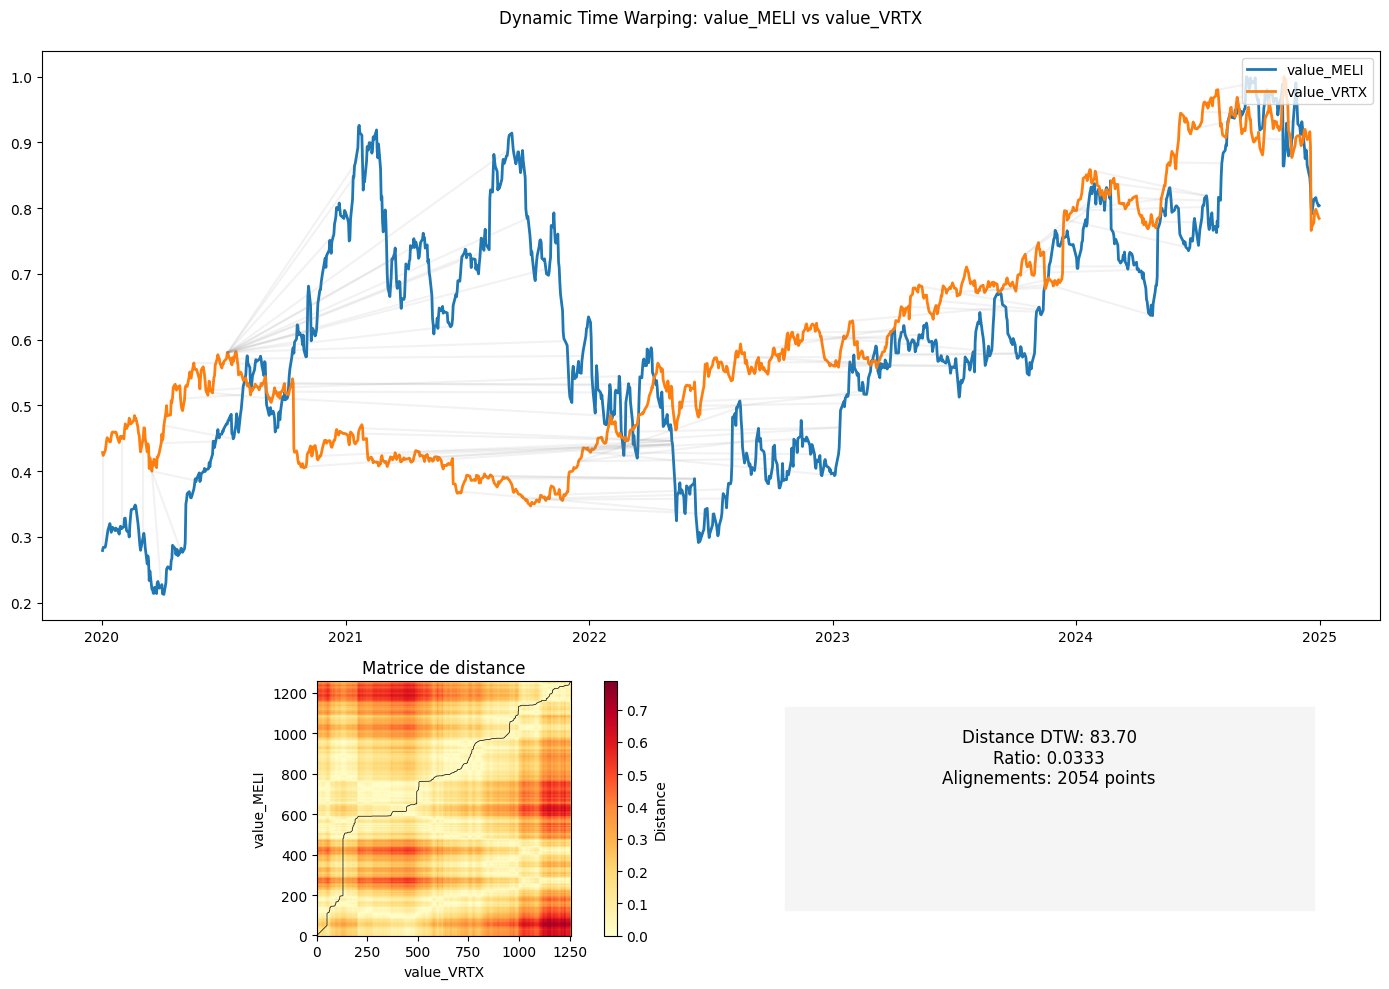 Dynamic Time Warping: value_MELI vs value_VRTX
value_MELI
value_VRTX
1.0
0.9
0.8
0.7
0.6
0.5
0.4
0.3
0.2
2020 2021 2022 2023 2024 2025
Matrice de distance
value_MELI
1200
1000
800
600
400
200
0
0 250 500 750 1000 1250
value_VRTX
0.7
0.6
0.5
0.4
0.3
0.2
0.1
0.0
Distance
Distance DTW: 83.70
Ratio: 0.0333
Alignements: 2054 points